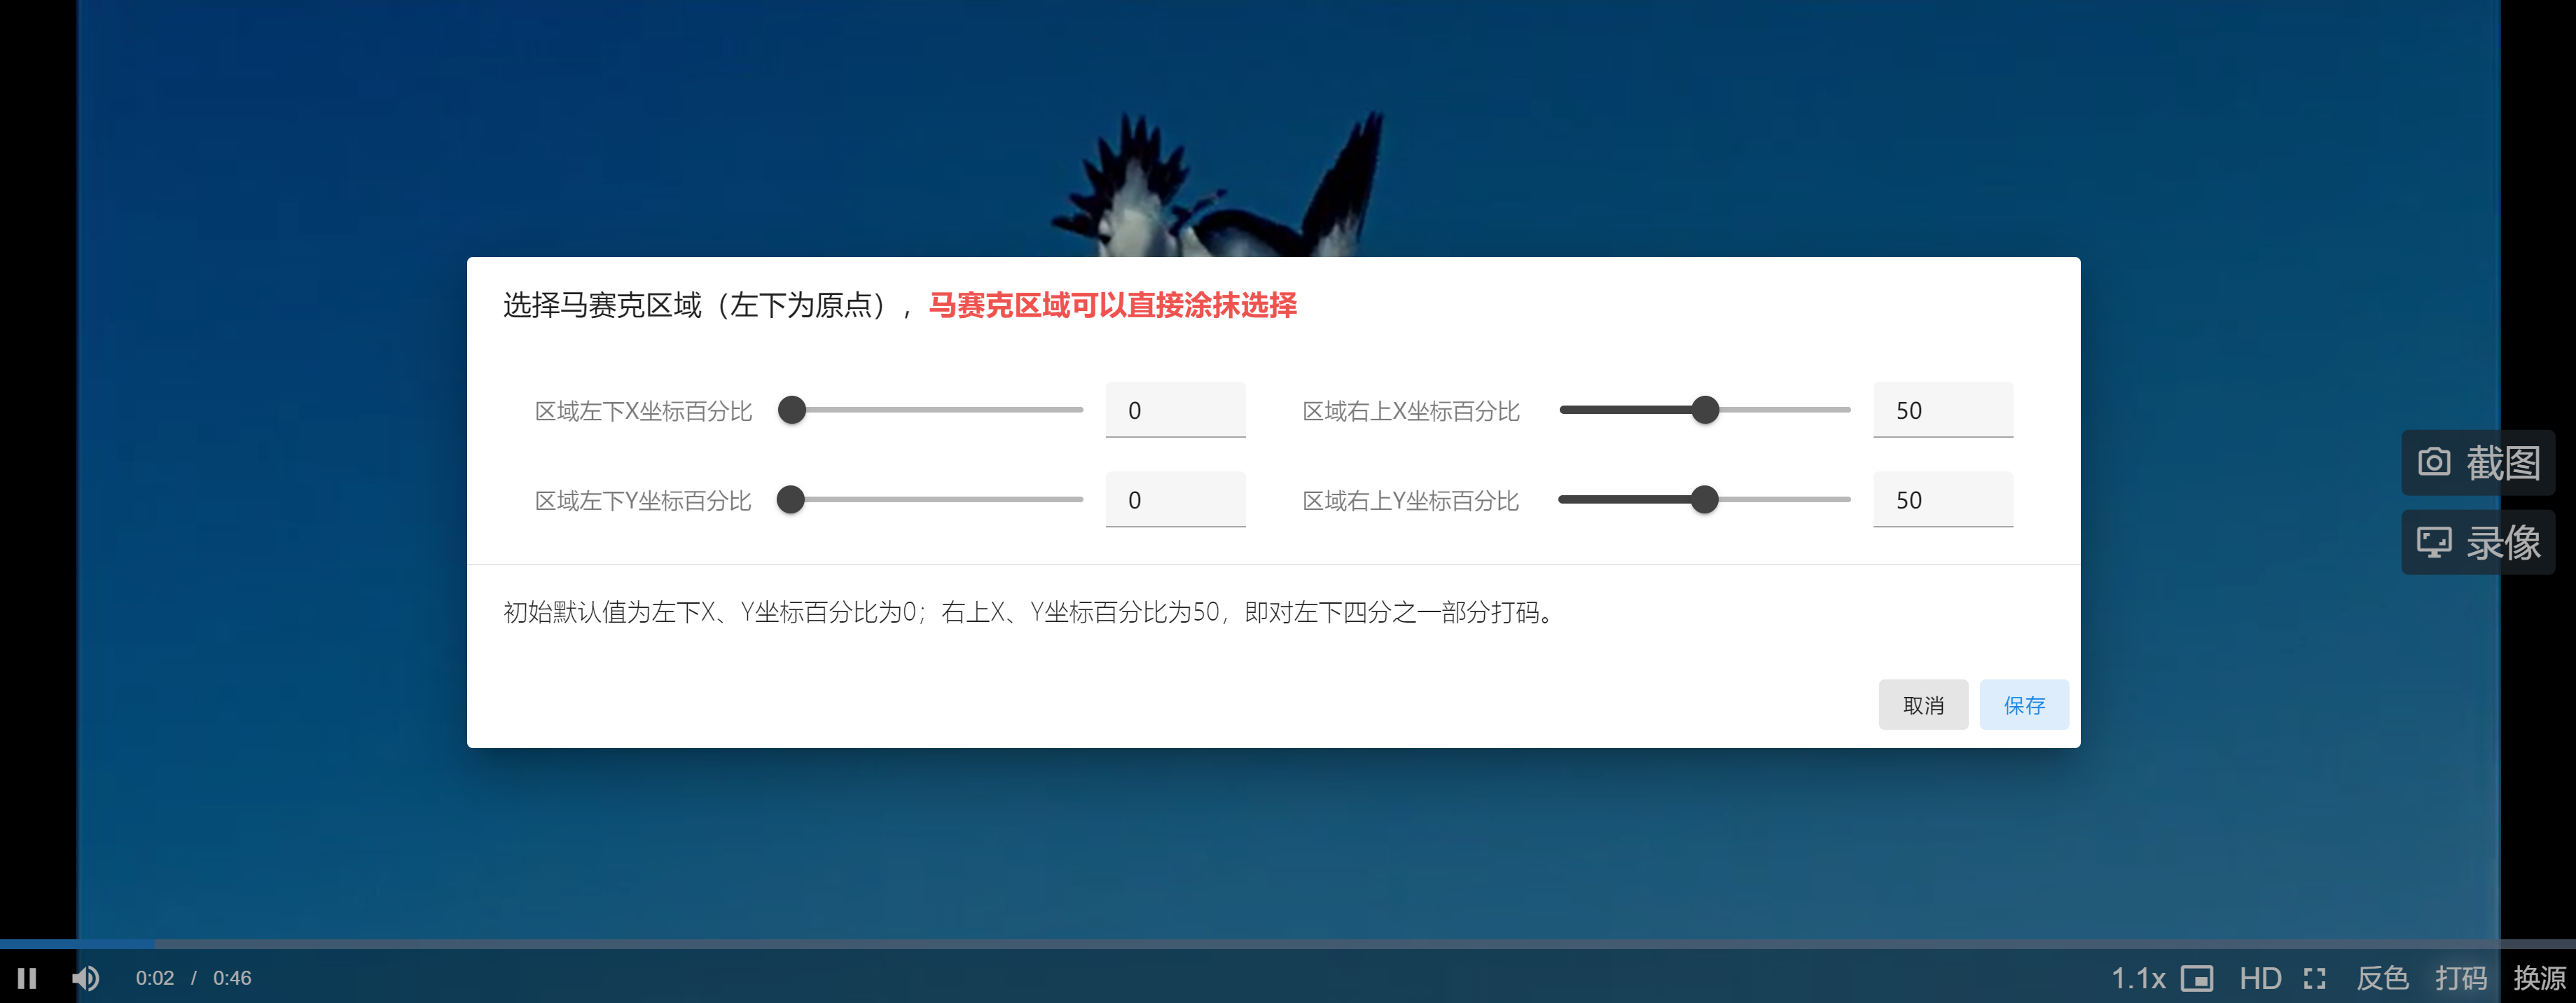 选择马赛克区域（左下为原点），马赛克区域可以直接涂抹选择
区域左下X坐标百分比 0 区域右上X坐标百分比 50
区域左下Y坐标百分比 0 区域右上Y坐标百分比 50
截图
录像
初始默认值为左下X、Y坐标百分比为0；右上X、Y坐标百分比为50，即对左下四分之一部分打码。
取消 保存
0:02 / 0:46 1.1x HD 反色 打码 换源